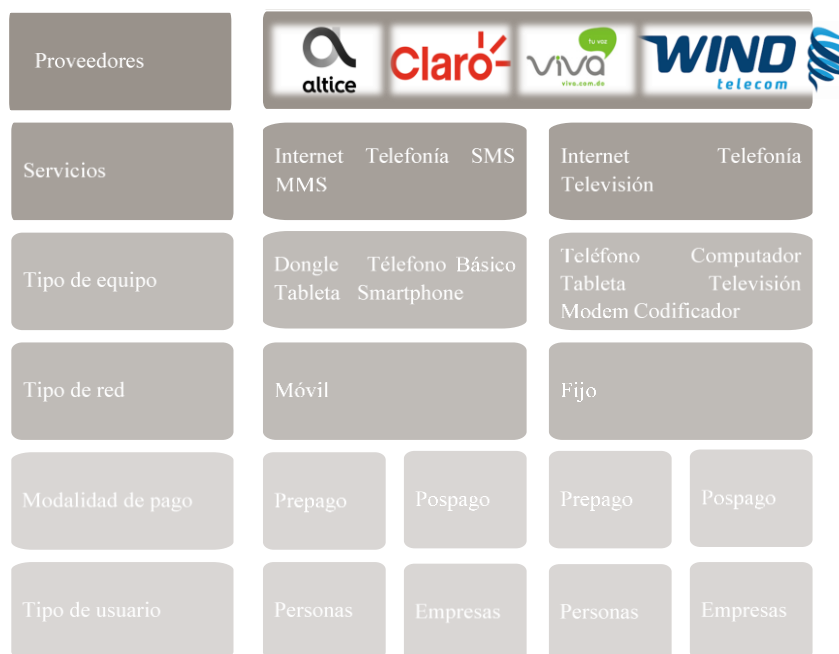 Proveedores
altice
Claro
tu voz
viva
viva.com.do
WIND
telecom
Servicios
Internet Telefonía SMS
MMS
Internet Telefonía
Televisión
Tipo de equipo
Dongle Télefono Básico
Tableta Smartphone
Teléfono Computador
Tableta Televisión
Modem Codificador
Tipo de red
Móvil
Fijo
Modalidad de pago
Prepago
Pospago
Prepago
Pospago
Tipo de usuario
Personas
Empresas
Personas
Empresas